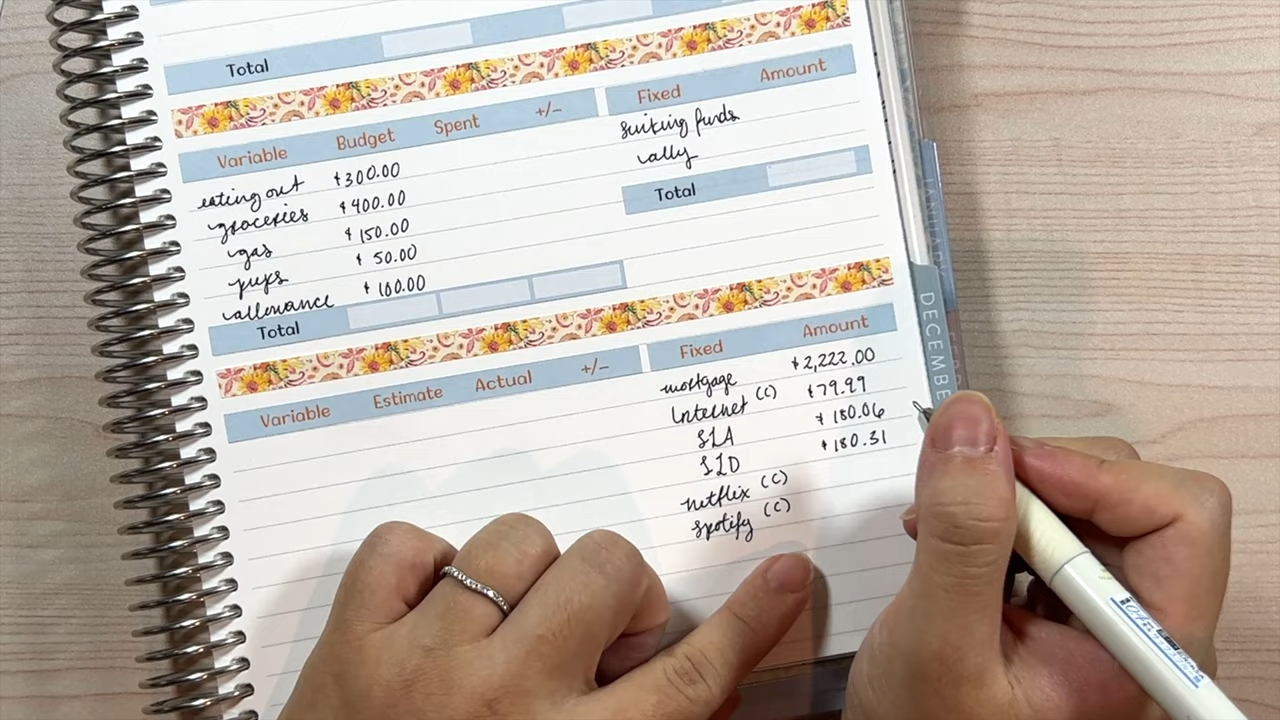 Total
Variable Budget Spent +/-
eating out $300.00
groceries $400.00
gas $150.00
pups $50.00
allowance $100.00
Total
Fixed Amount
sinking funds
ally
Total
Variable Estimate Actual +/-
Fixed Amount
mortgage $2,222.00
Internet (C) $79.99
SLA $180.06
SLD $180.31
netflix (C)
spotify (C)
JANUARY
DECEMBER